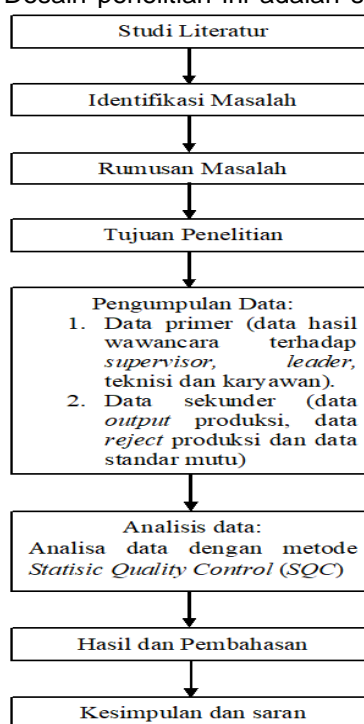 Desain penelitian ini adalah s
Studi Literatur
Identifikasi Masalah
Rumusan Masalah
Tujuan Penelitian
Pengumpulan Data:
1. Data primer (data hasil
wawancara terhadap
supervisor, leader,
teknisi dan karyawan).
2. Data sekunder (data
output produksi, data
reject produksi dan data
standar mutu)
Analisis data:
Analisa data dengan metode
Statisic Quality Control (SQC)
Hasil dan Pembahasan
Kesimpulan dan saran